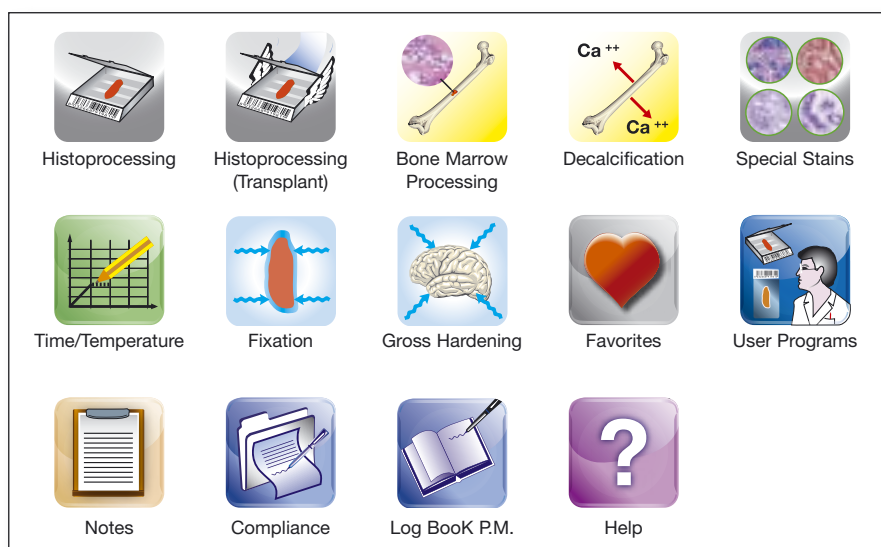 Ca ++
Ca ++
Histoprocessing
Histoprocessing
(Transplant)
Bone Marrow
Processing
Decalcification
Special Stains
Time/Temperature
Fixation
Gross Hardening
Favorites
User Programs
?
Notes
Compliance
Log BooK P.M.
Help